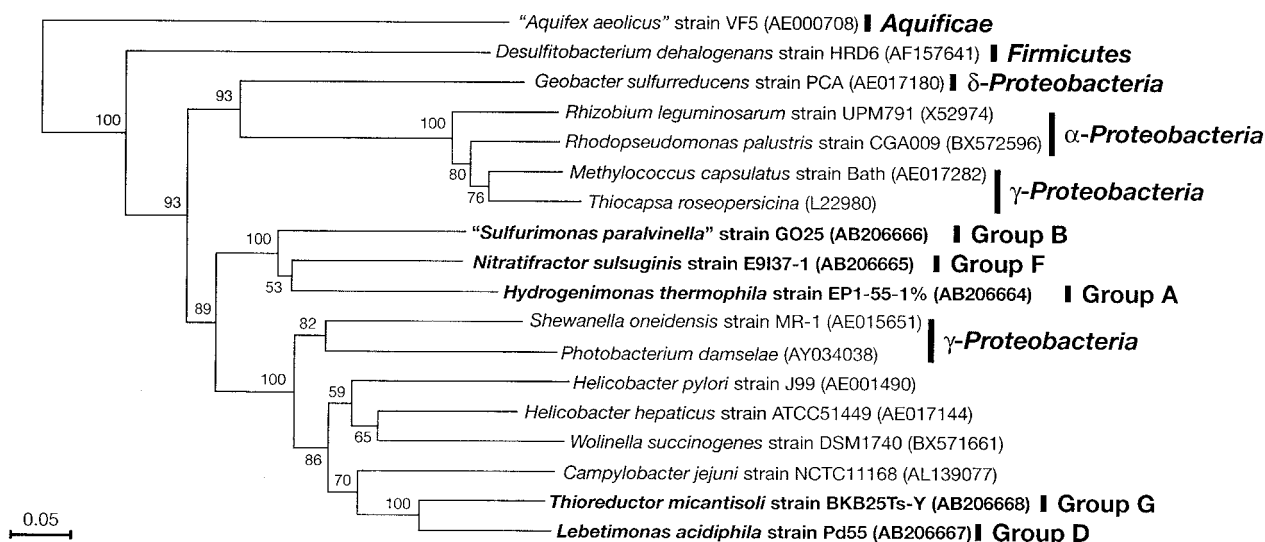 "Aquifex aeolicus" strain VF5 (AE000708) Aquificae
Desulfitobacterium dehalogenans strain HRD6 (AF157641) Firmicutes
Geobacter sulfurreducens strain PCA (AE017180) δ-Proteobacteria
93
100
Rhizobium leguminosarum strain UPM791 (X52974)
100
Rhodopseudomonas palustris strain CGA009 (BX572596) α-Proteobacteria
80
Methylococcus capsulatus strain Bath (AE017282)
76
Thiocapsa roseopersicina (L22980) γ-Proteobacteria
93
"Sulfurimonas paralvinella" strain GO25 (AB206666) Group B
100
Nitratifractor sulsuginis strain E9I37-1 (AB206665) Group F
53
Hydrogenimonas thermophila strain EP1-55-1% (AB206664) Group A
89
Shewanella oneidensis strain MR-1 (AE015651)
82
Photobacterium damselae (AY034038) γ-Proteobacteria
100
Helicobacter pylori strain J99 (AE001490)
59
Helicobacter hepaticus strain ATCC51449 (AE017144)
65
Wolinella succinogenes strain DSM1740 (BX571661)
86
Campylobacter jejuni strain NCTC11168 (AL139077)
70
Thioreductor micantisoli strain BKB25Ts-Y (AB206668) Group G
100
Lebetimonas acidiphila strain Pd55 (AB206667) Group D
0.05